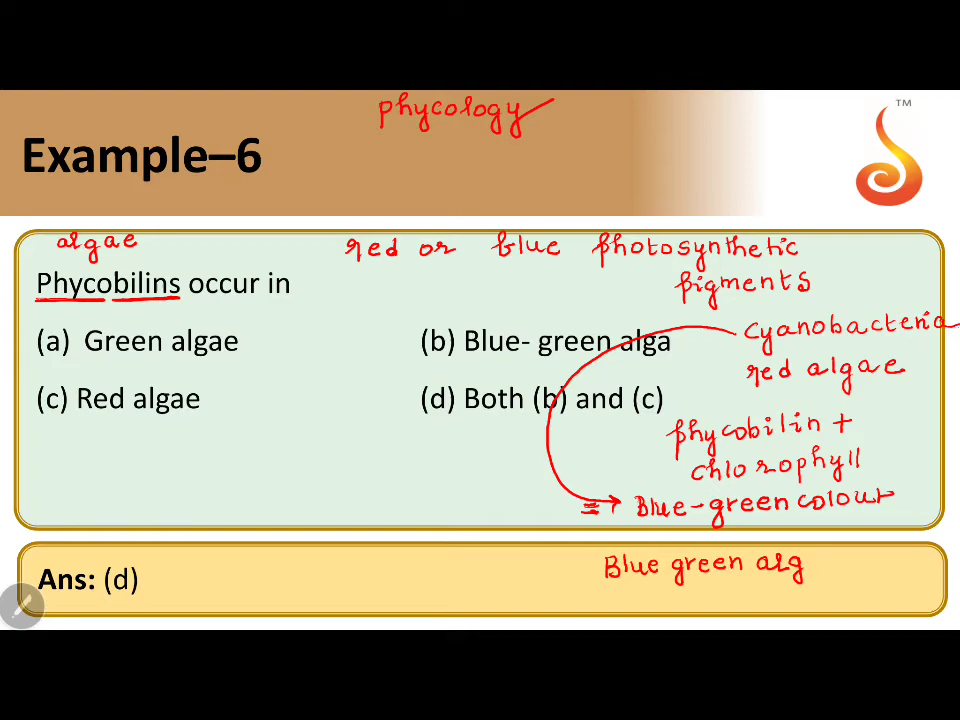 phycology
TM
Example–6
algae
red or blue photosynthetic
pigments
Phycobilins occur in
(a) Green algae
(b) Blue- green alga
cyanobacteria
red algae
(c) Red algae
(d) Both (b) and (c)
phycobilin +
chlorophyll
=> Blue-green colour
Blue green alg
Ans: (d)